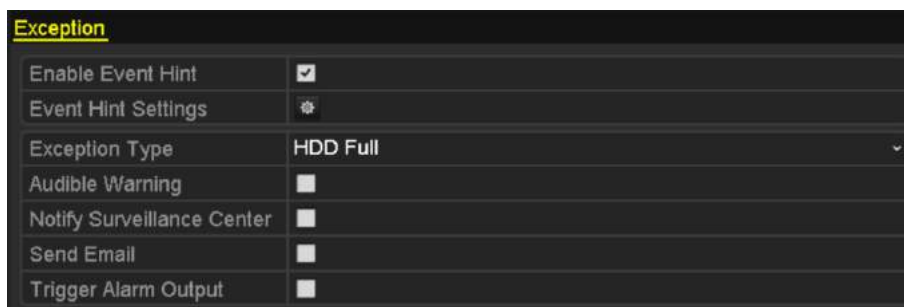 Exception
Enable Event Hint
Event Hint Settings
Exception Type HDD Full
Audible Warning
Notify Surveillance Center
Send Email
Trigger Alarm Output